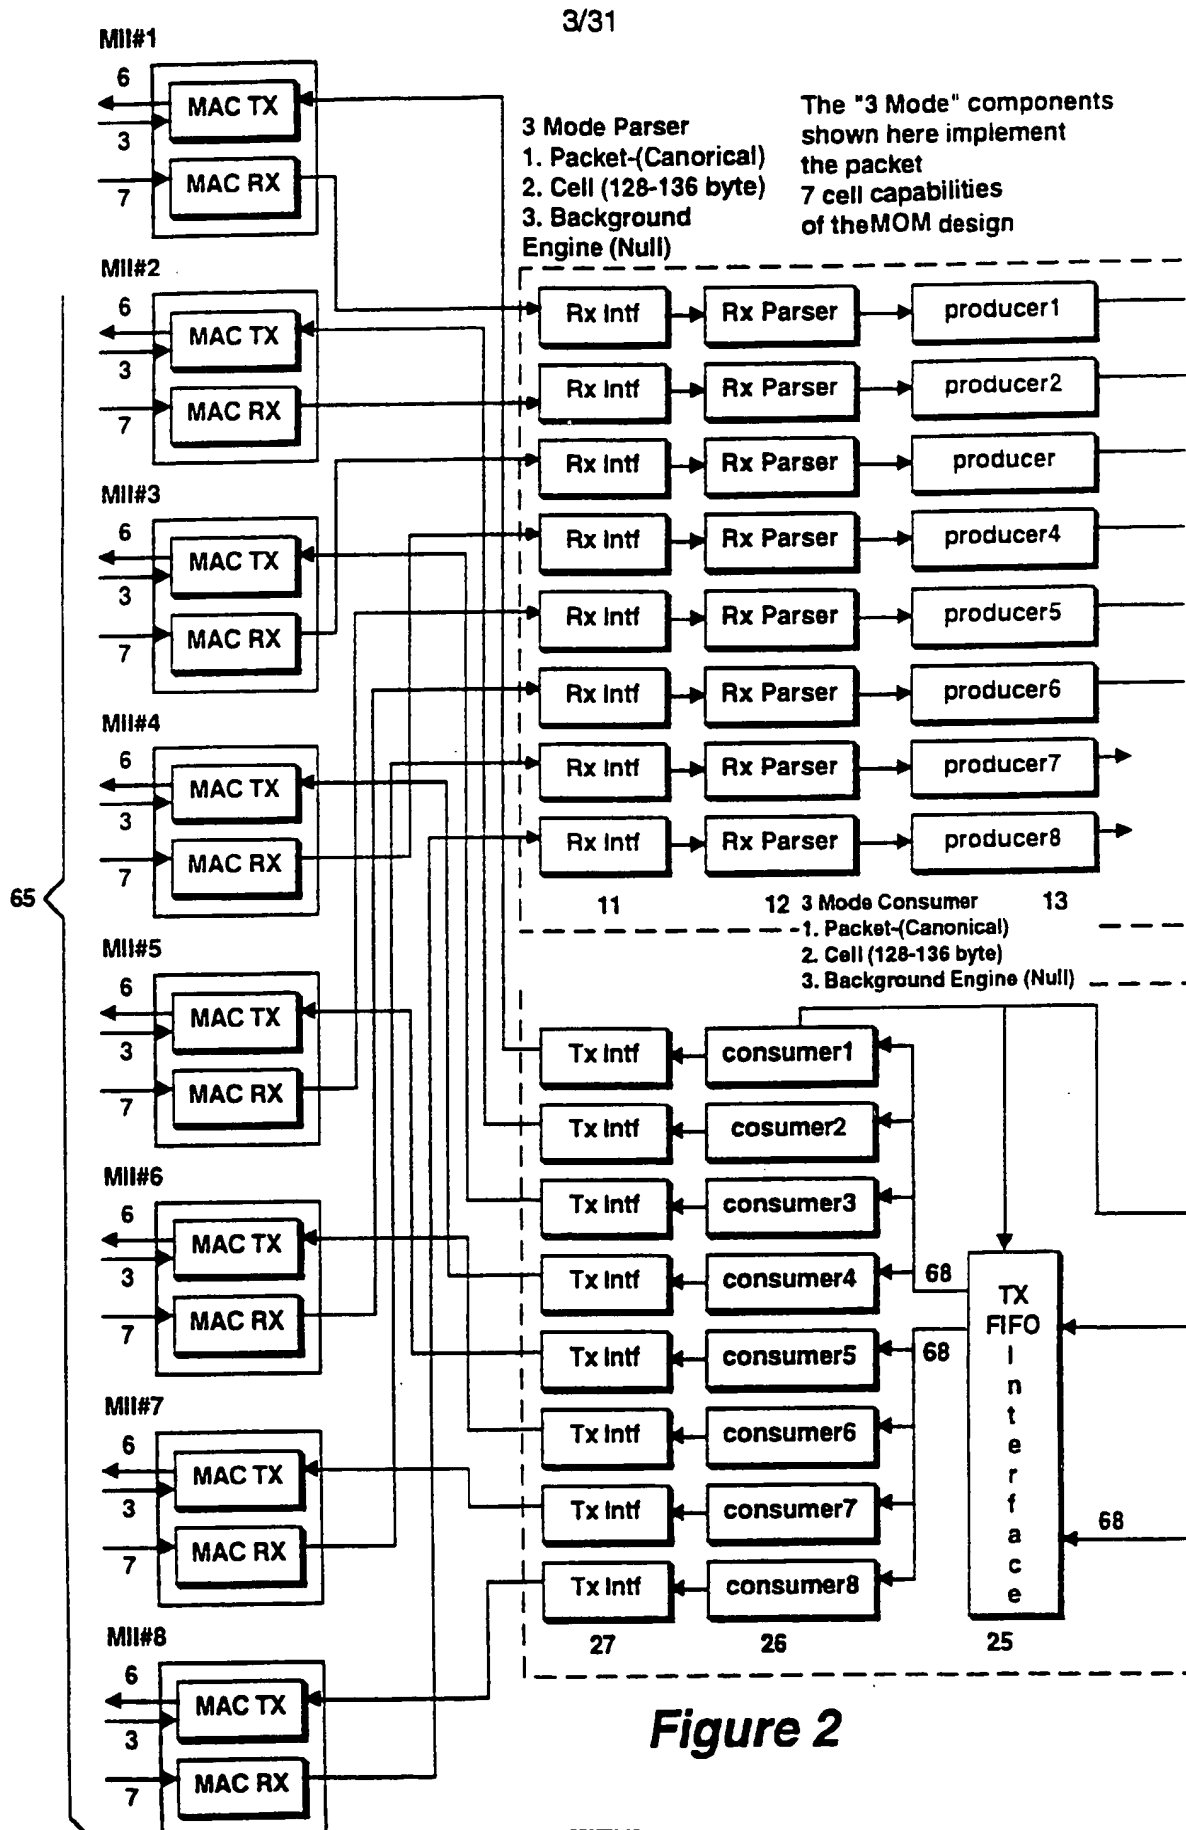 3/31
MII#1
6
MAC TX
3
MAC RX
7
MII#2
6
MAC TX
3
MAC RX
7
MII#3
6
MAC TX
3
MAC RX
7
MII#4
6
MAC TX
3
MAC RX
7
65
MII#5
6
MAC TX
3
MAC RX
7
MII#6
6
MAC TX
3
MAC RX
7
MII#7
6
MAC TX
3
MAC RX
7
MII#8
6
MAC TX
3
MAC RX
7
3 Mode Parser
1. Packet-(Canorical)
2. Cell (128-136 byte)
3. Background
Engine (Null)
The "3 Mode" components
shown here implement
the packet
7 cell capabilities
of theMOM design
Rx Intf Rx Parser producer1
Rx Intf Rx Parser producer2
Rx Intf Rx Parser producer
Rx Intf Rx Parser producer4
Rx Intf Rx Parser producer5
Rx Intf Rx Parser producer6
Rx Intf Rx Parser producer7
Rx Intf Rx Parser producer8
11 12 13
3 Mode Consumer
1. Packet-(Canonical)
2. Cell (128-136 byte)
3. Background Engine (Null)
Tx Intf consumer1
Tx Intf cosumer2
Tx Intf consumer3
Tx Intf consumer4
68
Tx Intf consumer5
68
Tx Intf consumer6
Tx Intf consumer7
Tx Intf consumer8
TX
FIFO
I
n
t
e
r
f
a
c
e
68
27 26 25
Figure 2